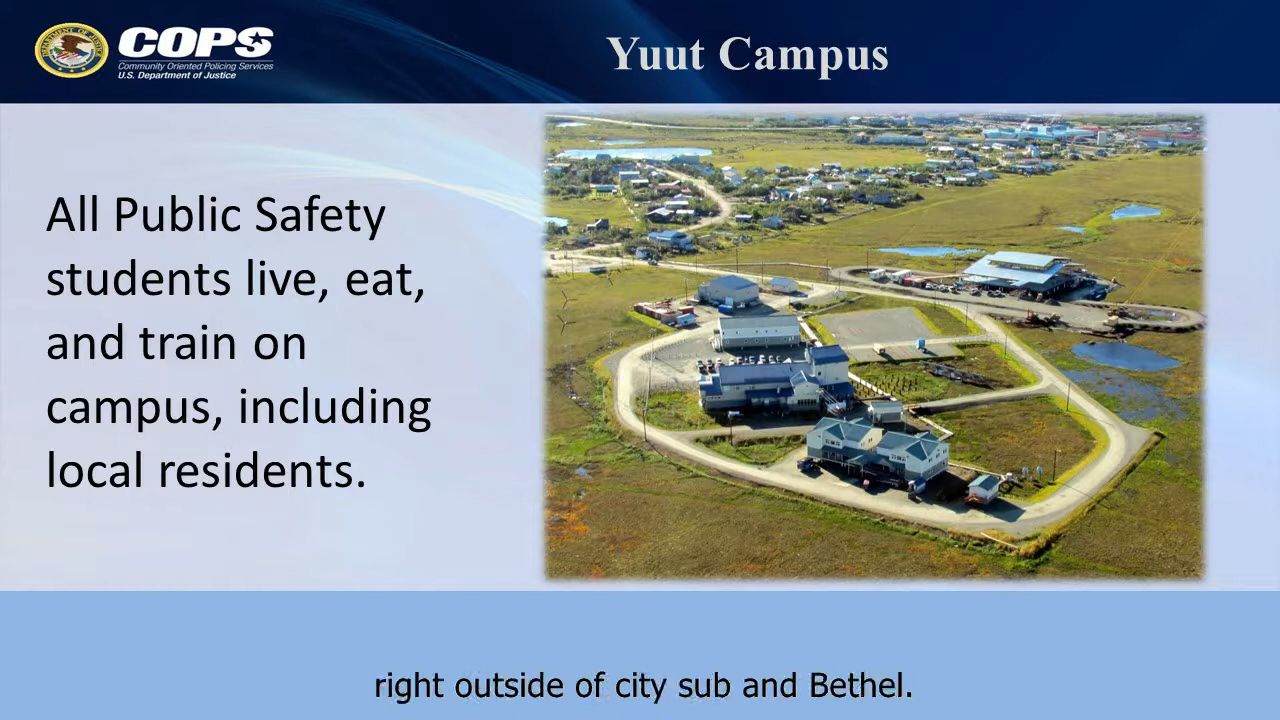 COPS
Community Oriented Policing Services
U.S. Department of Justice
Yuut Campus
All Public Safety
students live, eat,
and train on
campus, including
local residents.
right outside of city sub and Bethel.